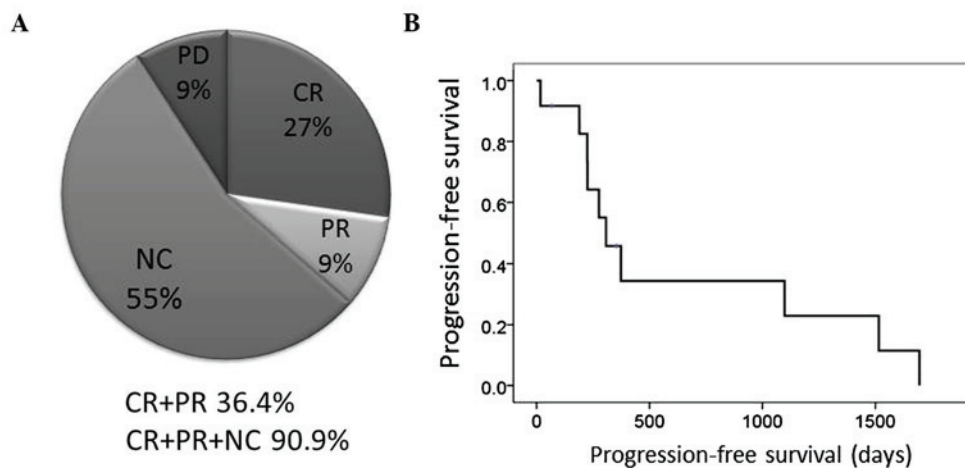 A
PD
9%
CR
27%
PR
9%
NC
55%
CR+PR 36.4%
CR+PR+NC 90.9%
B
Progression-free survival
1.0
0.8
0.6
0.4
0.2
0.0
0
500
1000
1500
Progression-free survival (days)